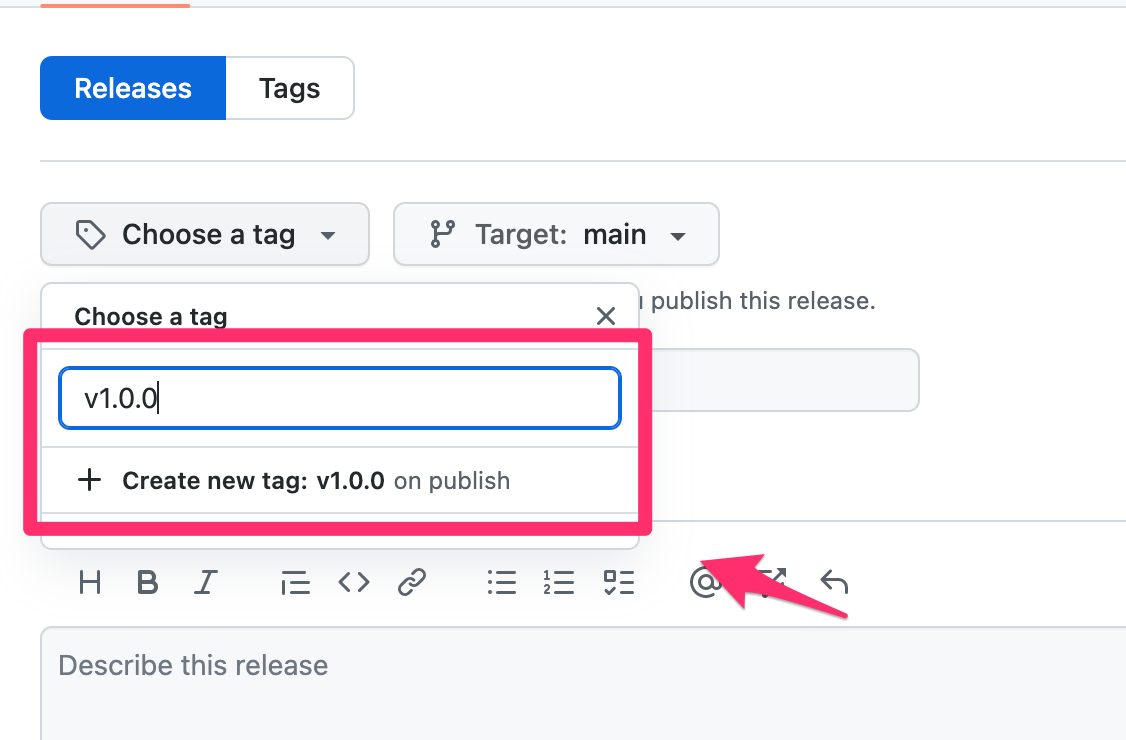 Releases Tags
Choose a tag Target: main
publish this release.
Choose a tag
v1.0.0
Create new tag: v1.0.0 on publish
H B I
Describe this release